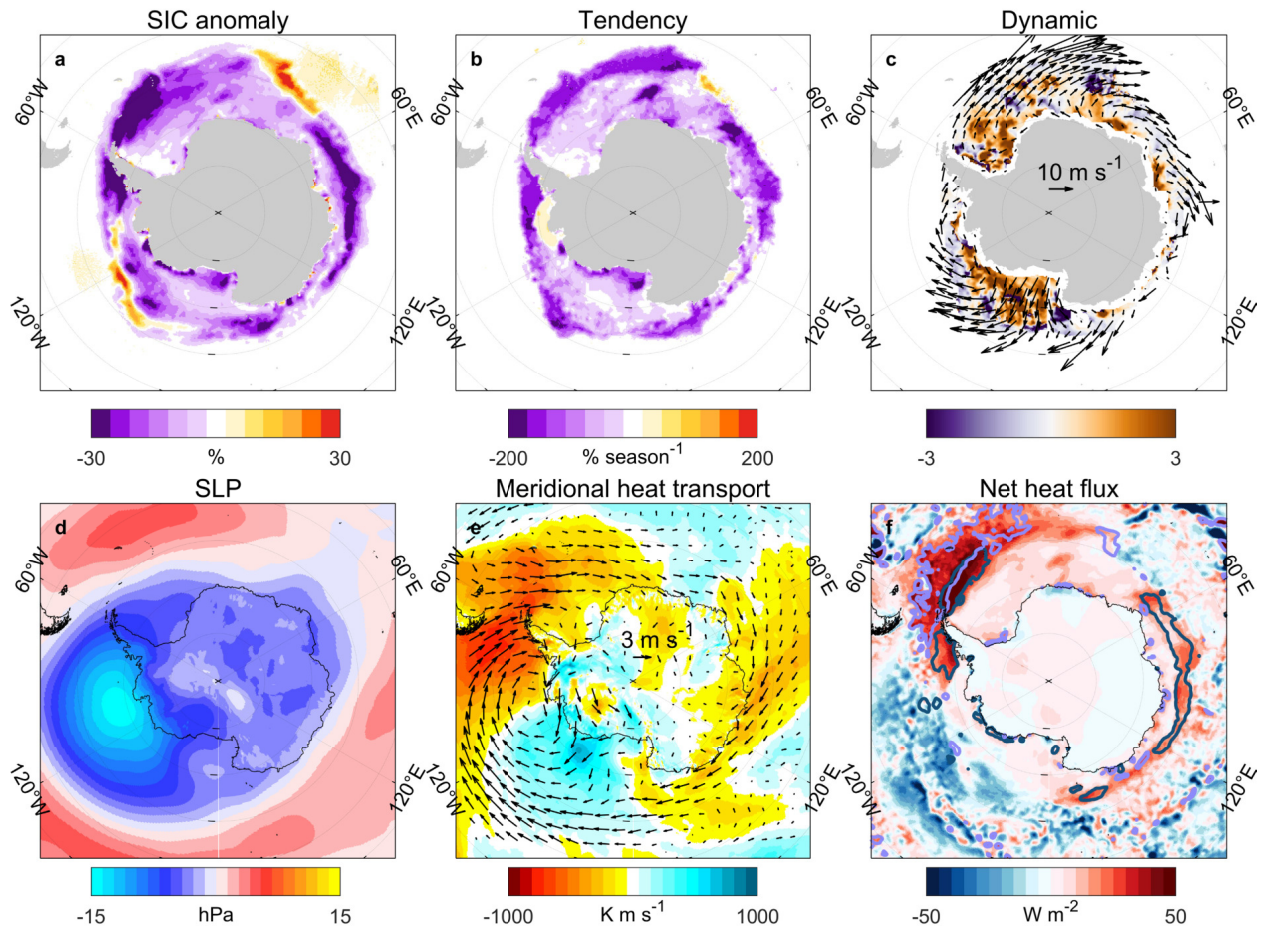 SIC anomaly
Tendency
Dynamic
a
b
c
60°W
60°E
120°W
120°E
60°W
60°E
120°W
120°E
60°W
60°E
120°W
120°E
10 m s⁻¹
-30 % 30
-200 % season⁻¹ 200
-3 3
SLP
Meridional heat transport
Net heat flux
d
e
f
60°W
60°E
120°W
120°E
60°W
60°E
120°W
120°E
60°W
60°E
120°W
120°E
3 m s⁻¹
-15 hPa 15
-1000 K m s⁻¹ 1000
-50 W m⁻² 50